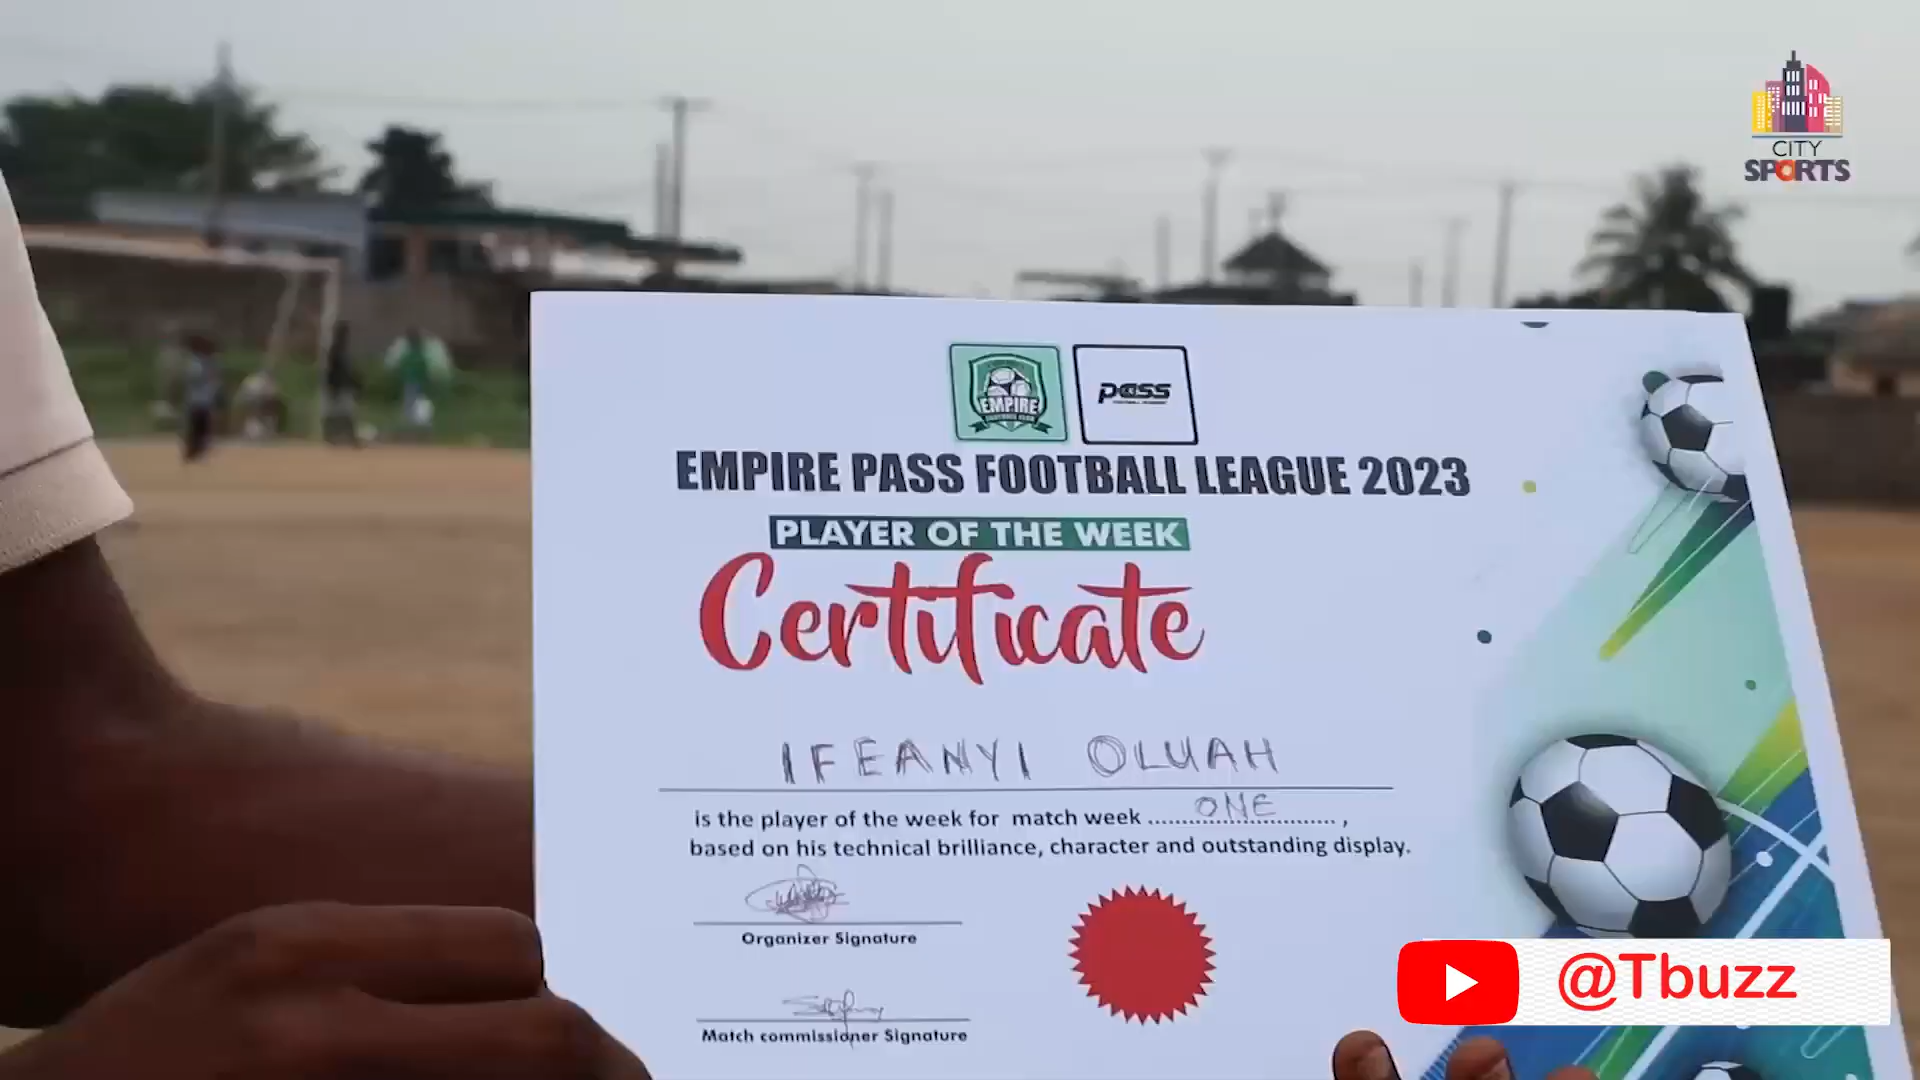 CITY
SPORTS
EMPIRE
FOOTBALL CLUB
pass
EMPIRE PASS FOOTBALL LEAGUE 2023
PLAYER OF THE WEEK
Certificate
IFEANYI OLUAH
is the player of the week for match week ONE ,
based on his technical brilliance, character and outstanding display.
Organizer Signature
Match commissioner Signature
@Tbuzz